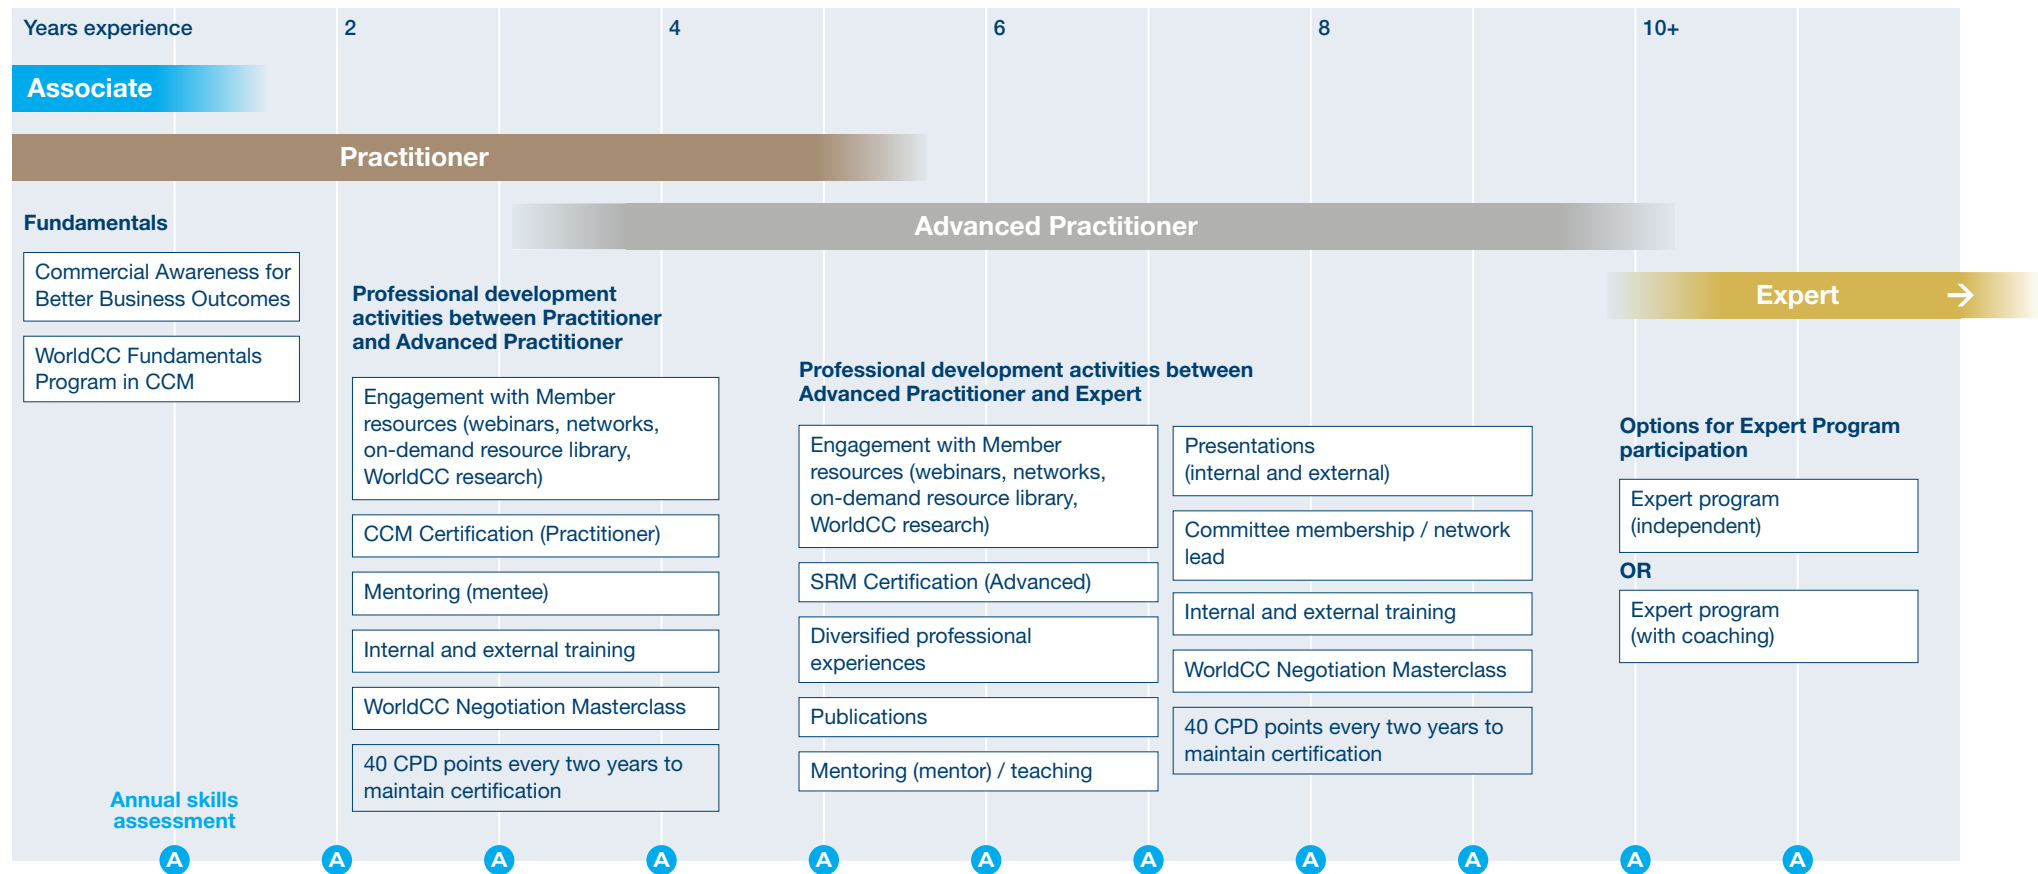 Years experience
2
4
6
8
10+
Associate
Practitioner
Advanced Practitioner
Expert
Fundamentals
Commercial Awareness for
Better Business Outcomes
WorldCC Fundamentals
Program in CCM
Professional development
activities between Practitioner
and Advanced Practitioner
Engagement with Member
resources (webinars, networks,
on-demand resource library,
WorldCC research)
CCM Certification (Practitioner)
Mentoring (mentee)
Internal and external training
WorldCC Negotiation Masterclass
40 CPD points every two years to
maintain certification
Professional development activities between
Advanced Practitioner and Expert
Engagement with Member
resources (webinars, networks,
on-demand resource library,
WorldCC research)
SRM Certification (Advanced)
Diversified professional
experiences
Publications
Mentoring (mentor) / teaching
Presentations
(internal and external)
Committee membership / network
lead
Internal and external training
WorldCC Negotiation Masterclass
40 CPD points every two years to
maintain certification
Options for Expert Program
participation
Expert program
(independent)
OR
Expert program
(with coaching)
Annual skills
assessment
A
A
A
A
A
A
A
A
A
A
A